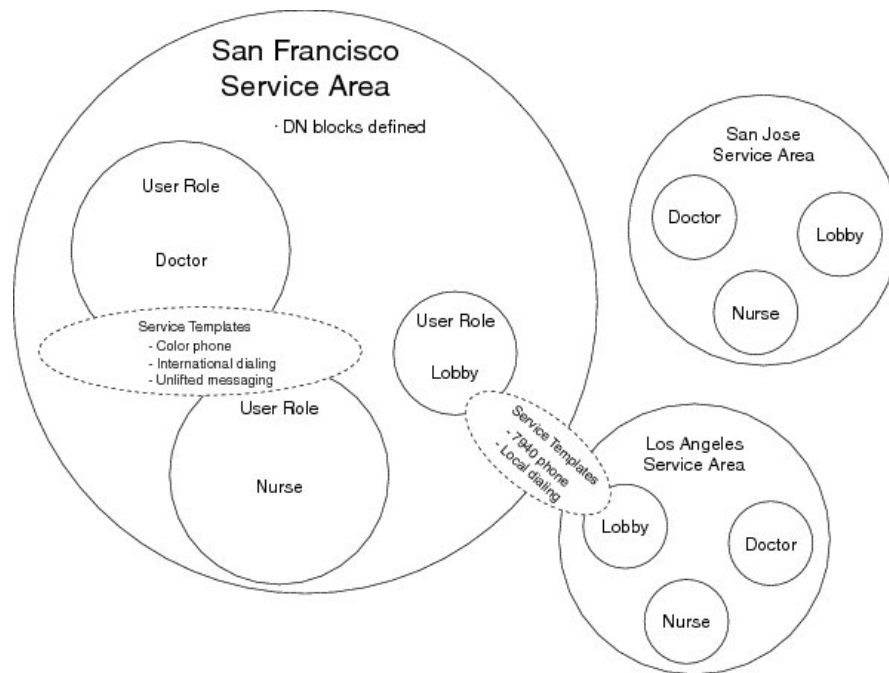 San Francisco
Service Area
· DN blocks defined
User Role
Doctor
Service Templates
- Color phone
- International dialing
- Unlifted messaging
User Role
Nurse
User Role
Lobby
Service Templates
- 7940 phone
- Local dialing
San Jose
Service Area
Doctor
Lobby
Nurse
Los Angeles
Service Area
Lobby
Doctor
Nurse